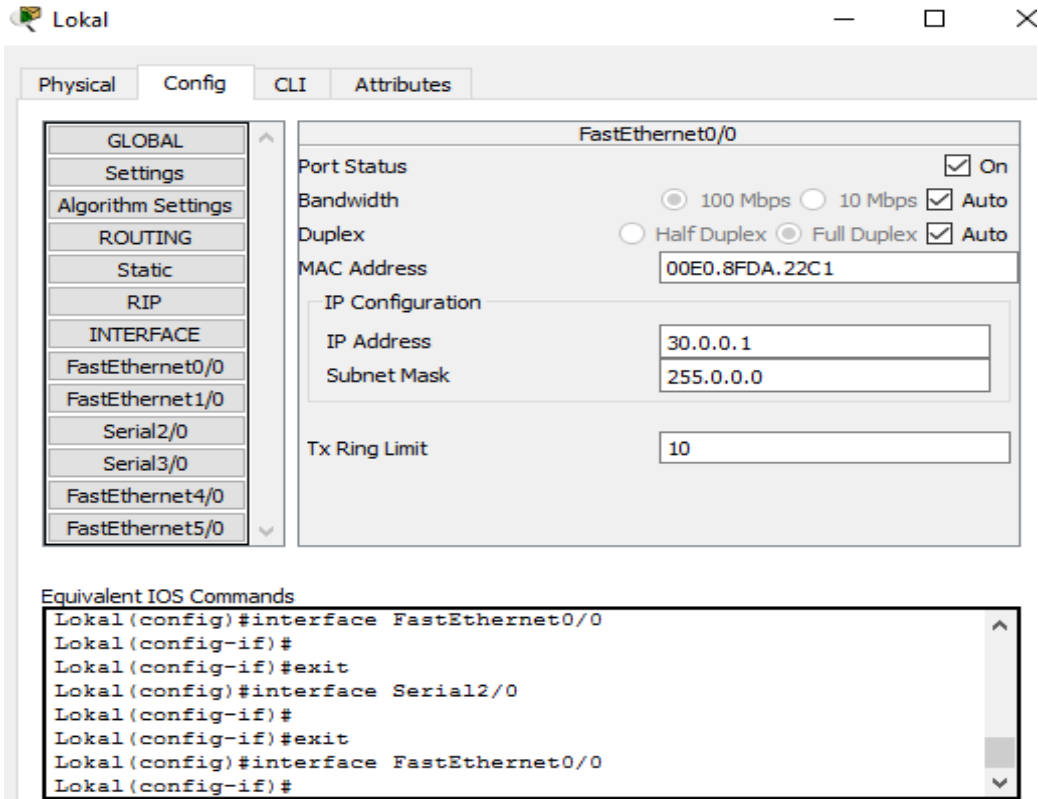 Lokal
Physical Config CLI Attributes
GLOBAL
Settings
Algorithm Settings
ROUTING
Static
RIP
INTERFACE
FastEthernet0/0
FastEthernet1/0
Serial2/0
Serial3/0
FastEthernet4/0
FastEthernet5/0
FastEthernet0/0
Port Status On
Bandwidth 100 Mbps 10 Mbps Auto
Duplex Half Duplex Full Duplex Auto
MAC Address 00E0.8FDA.22C1
IP Configuration
IP Address 30.0.0.1
Subnet Mask 255.0.0.0
Tx Ring Limit 10
Equivalent IOS Commands
Lokal(config)#interface FastEthernet0/0
Lokal(config-if)#
Lokal(config-if)#exit
Lokal(config)#interface Serial2/0
Lokal(config-if)#
Lokal(config-if)#exit
Lokal(config)#interface FastEthernet0/0
Lokal(config-if)#